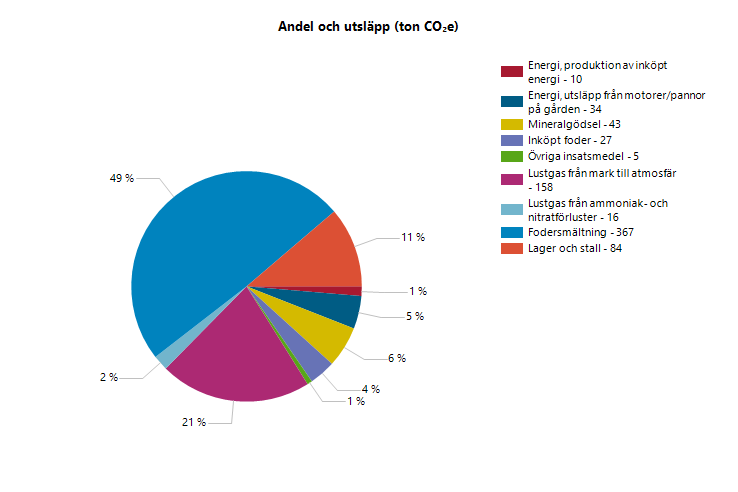 Andel och utsläpp (ton CO₂e)
Energi, produktion av inköpt
energi - 10
Energi, utsläpp från motorer/pannor
på gården - 34
Mineralgödsel - 43
Inköpt foder - 27
Övriga insatsmedel - 5
Lustgas från mark till atmosfär
- 158
Lustgas från ammoniak- och
nitratförluster - 16
Fodersmältning - 367
Lager och stall - 84
49 %
11 %
1 %
5 %
6 %
4 %
1 %
21 %
2 %